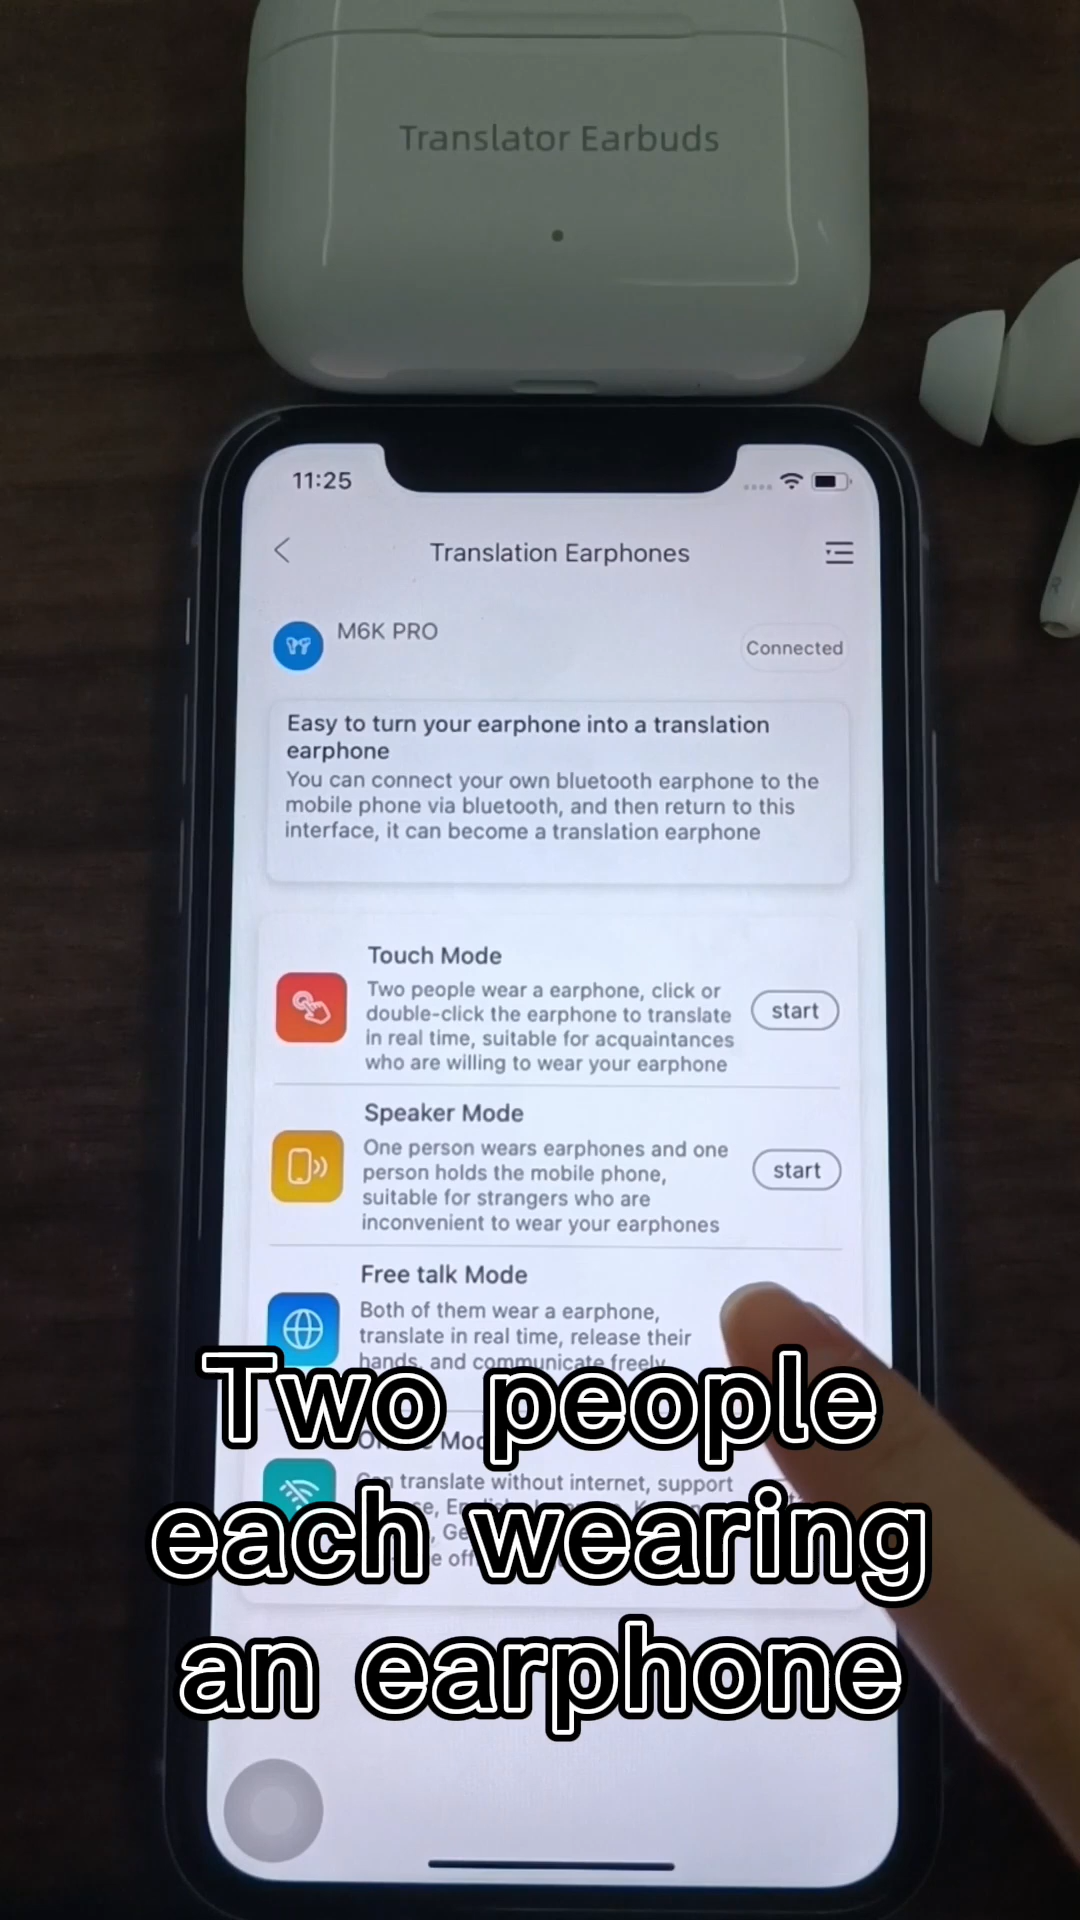 Translator Earbuds
11:25
Translation Earphones
M6K PRO
Connected
Easy to turn your earphone into a translation
earphone
You can connect your own bluetooth earphone to the
mobile phone via bluetooth, and then return to this
interface, it can become a translation earphone
Touch Mode
Two people wear a earphone, click or
double-click the earphone to translate
in real time, suitable for acquaintances
who are willing to wear your earphone
start
Speaker Mode
One person wears earphones and one
person holds the mobile phone,
suitable for strangers who are
inconvenient to wear your earphones
start
Free talk Mode
Both of them wear a earphone,
translate in real time, release their
hands, and communicate freely
translate without internet, support
Two people
each wearing
an earphone
R